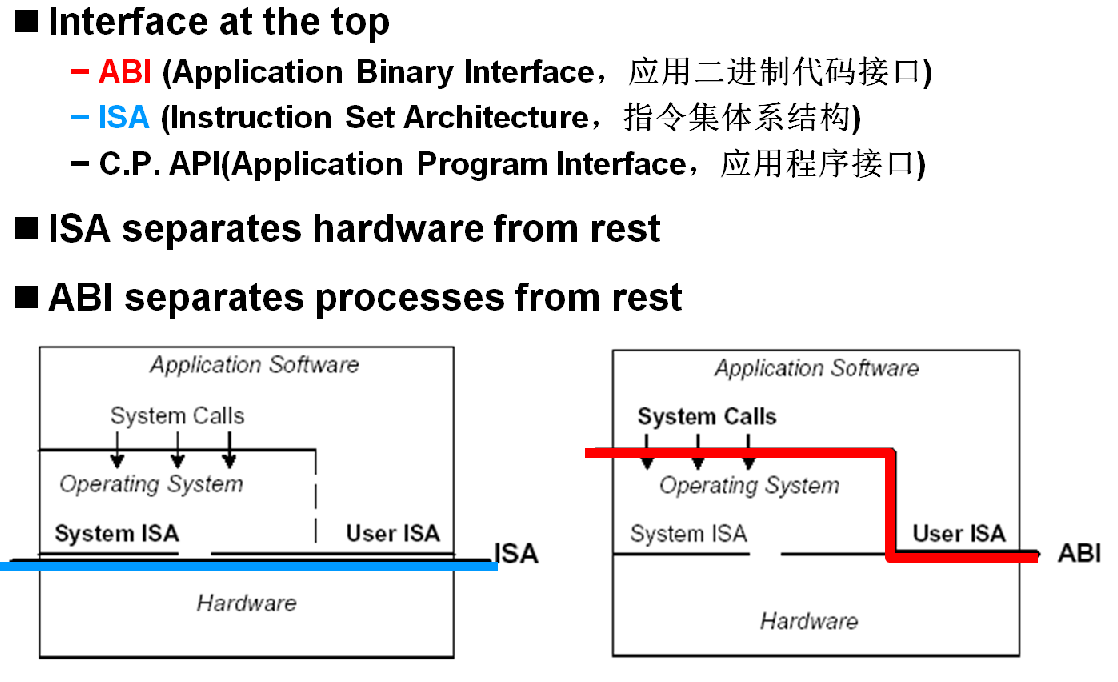 ■ Interface at the top
– ABI (Application Binary Interface，应用二进制代码接口)
– ISA (Instruction Set Architecture，指令集体系结构)
– C.P. API(Application Program Interface，应用程序接口)
■ ISA separates hardware from rest
■ ABI separates processes from rest
Application Software
System Calls
Operating System
System ISA
User ISA
ISA
Hardware
Application Software
System Calls
Operating System
System ISA
User ISA
ABI
Hardware